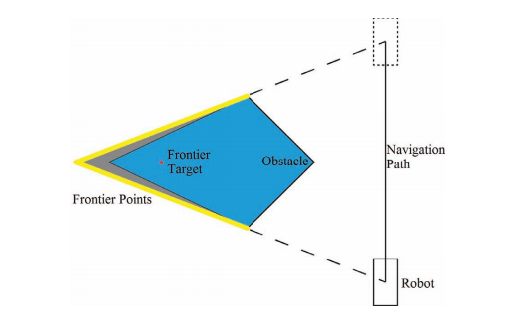 Frontier
Target
Obstacle
Navigation
Path
Frontier Points
Robot